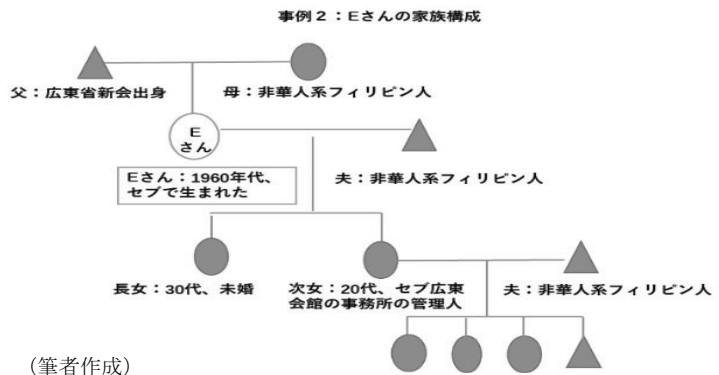 事例２：Eさんの家族構成
父：広東省新会出身
母：非華人系フィリピン人
E
さん
Eさん：1960年代、
セブで生まれた
夫：非華人系フィリピン人
長女：30代、未婚
次女：20代、セブ広東
会館の事務所の管理人
夫：非華人系フィリピン人
（筆者作成）